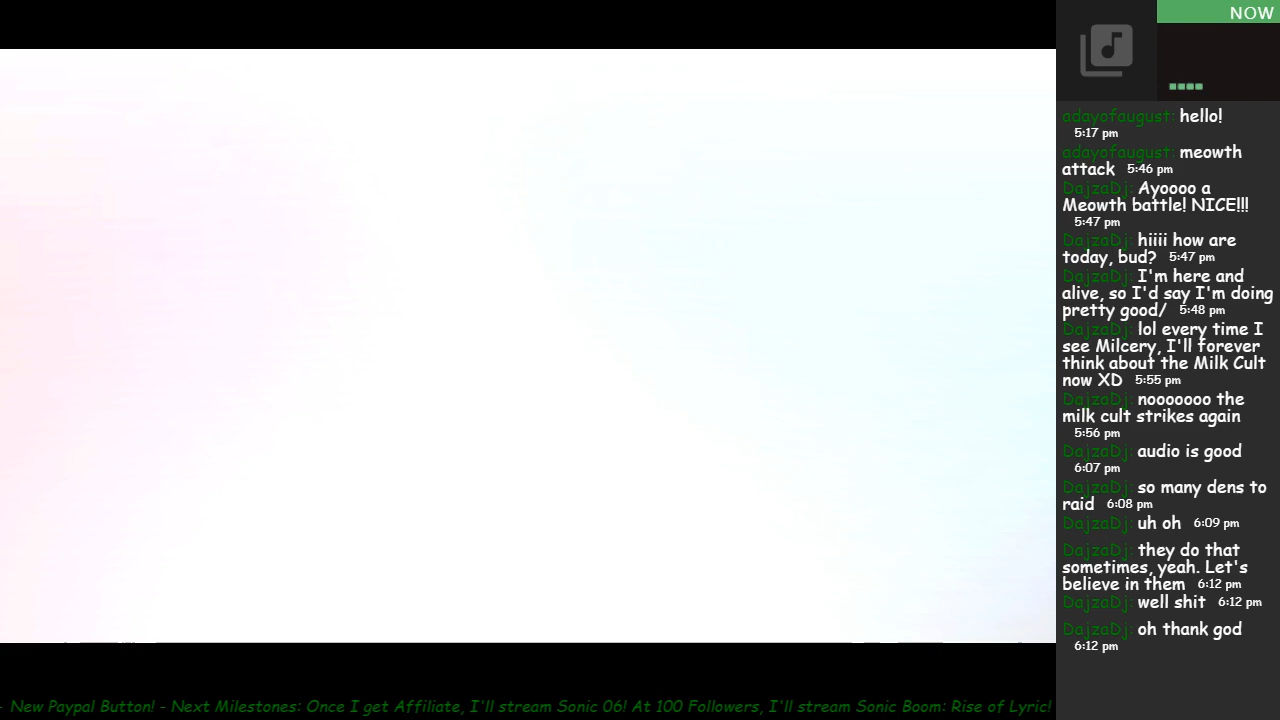 NOW
adayofaugust: hello!
5:17 pm
adayofaugust: meowth
attack 5:46 pm
DajzaDj: Ayoooo a
Meowth battle! NICE!!!
5:47 pm
DajzaDj: hiiii how are
today, bud? 5:47 pm
DajzaDj: I'm here and
alive, so I'd say I'm doing
pretty good/ 5:48 pm
DajzaDj: lol every time I
see Milcery, I'll forever
think about the Milk Cult
now XD 5:55 pm
DajzaDj: nooooooo the
milk cult strikes again
5:56 pm
DajzaDj: audio is good
6:07 pm
DajzaDj: so many dens to
raid 6:08 pm
DajzaDj: uh oh 6:09 pm
DajzaDj: they do that
sometimes, yeah. Let's
believe in them 6:12 pm
DajzaDj: well shit 6:12 pm
DajzaDj: oh thank god
6:12 pm
- New Paypal Button! - Next Milestones: Once I get Affiliate, I'll stream Sonic 06! At 100 Followers, I'll stream Sonic Boom: Rise of Lyric!